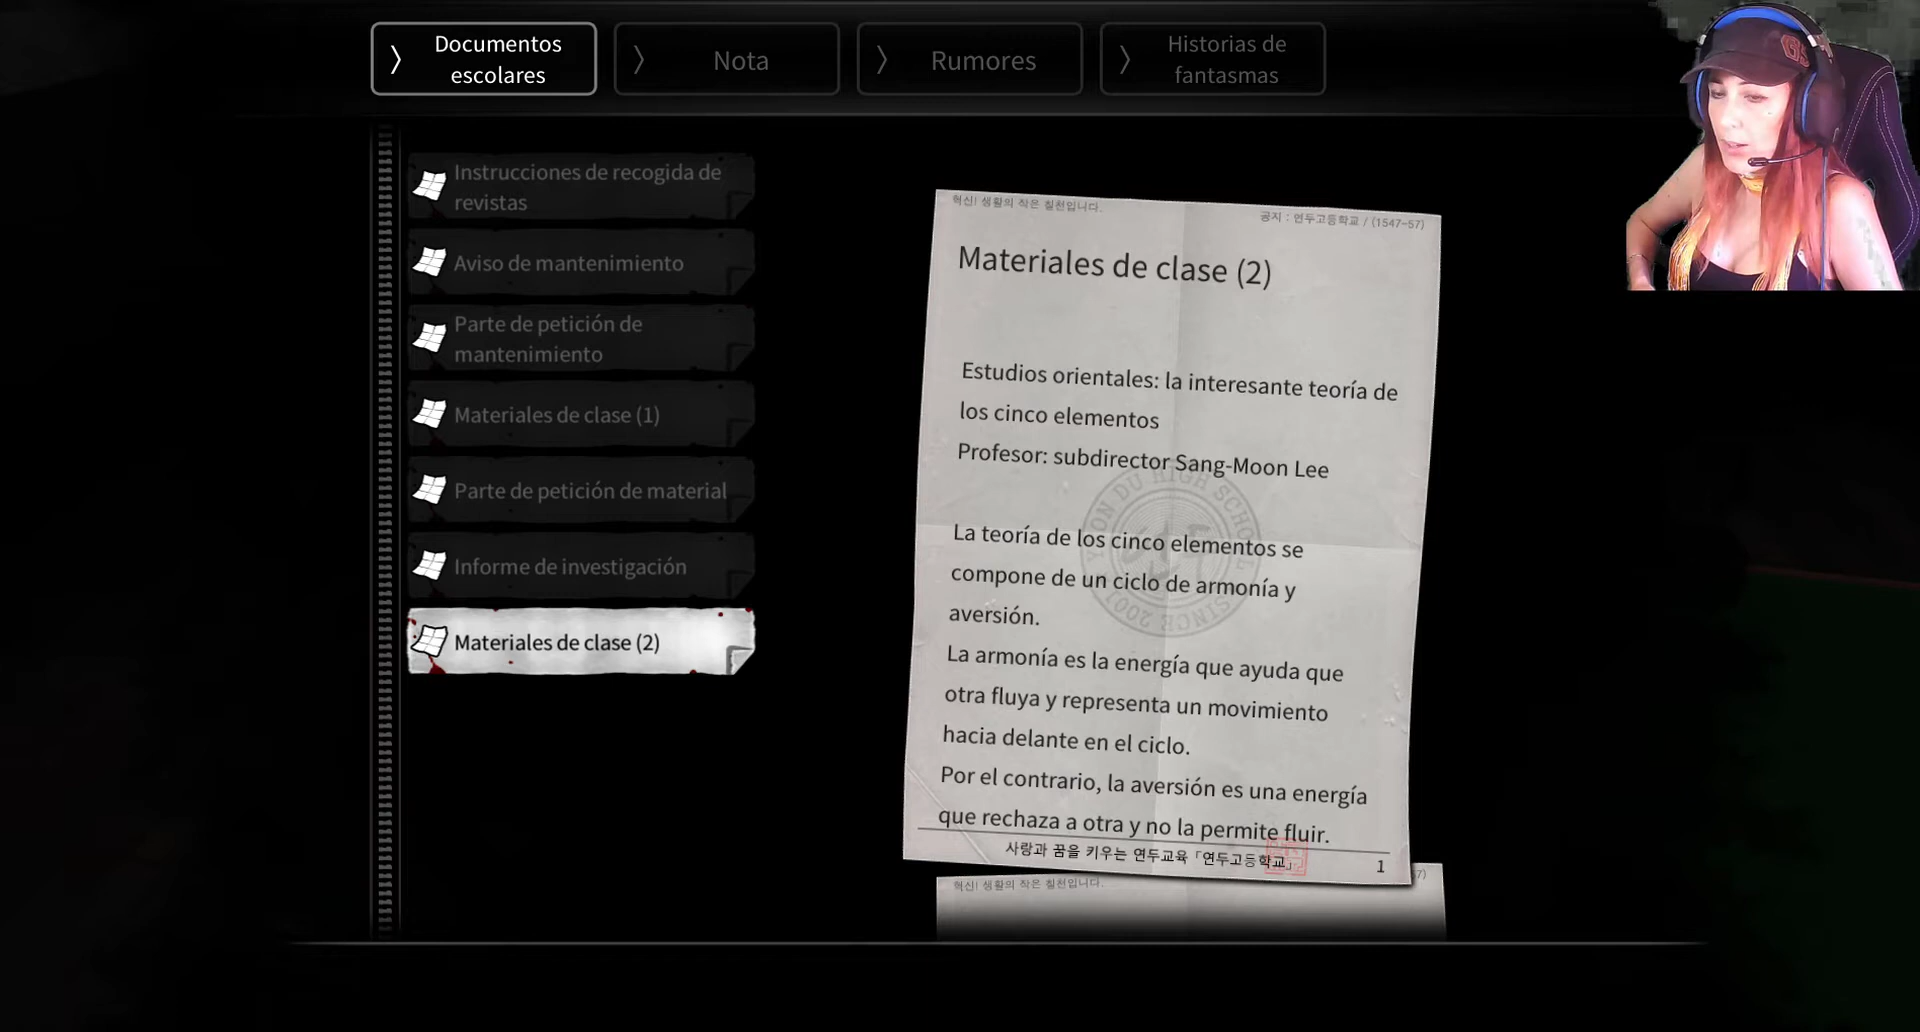 Documentos
escolares
Nota
Rumores
Historias de
fantasmas
Instrucciones de recogida de
revistas
Aviso de mantenimiento
Parte de petición de
mantenimiento
Materiales de clase (1)
Parte de petición de material
Informe de investigación
Materiales de clase (2)
혁신! 생활의 작은 실천입니다.
공지 : 연두고등학교 / (1547-57)
Materiales de clase (2)
Estudios orientales: la interesante teoría de
los cinco elementos
Profesor: subdirector Sang-Moon Lee
YEON DU HIGH SCHOOL
SINCE 2001
La teoría de los cinco elementos se
compone de un ciclo de armonía y
aversión.
La armonía es la energía que ayuda que
otra fluya y representa un movimiento
hacia delante en el ciclo.
Por el contrario, la aversión es una energía
que rechaza a otra y no la permite fluir.
사랑과 꿈을 키우는 연두교육「연두고등학교」
1
57)
혁신! 생활의 작은 실천입니다.